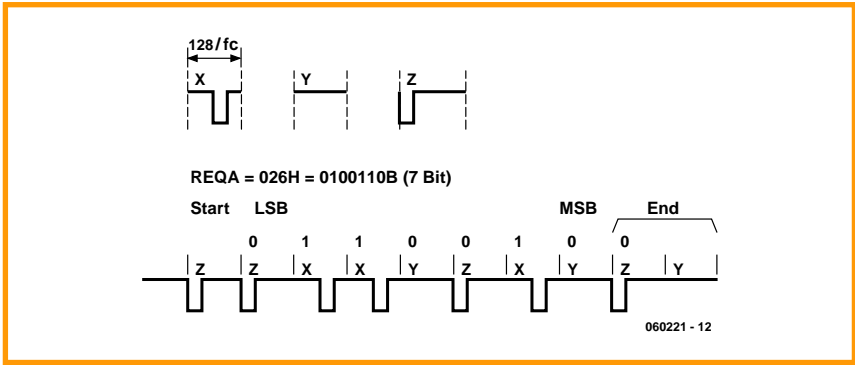 128/fc
X Y Z
REQA = 026H = 0100110B (7 Bit)
Start LSB MSB End
0 1 1 0 0 1 0 0
Z Z X X Y Z X Y Z Y
060221 - 12